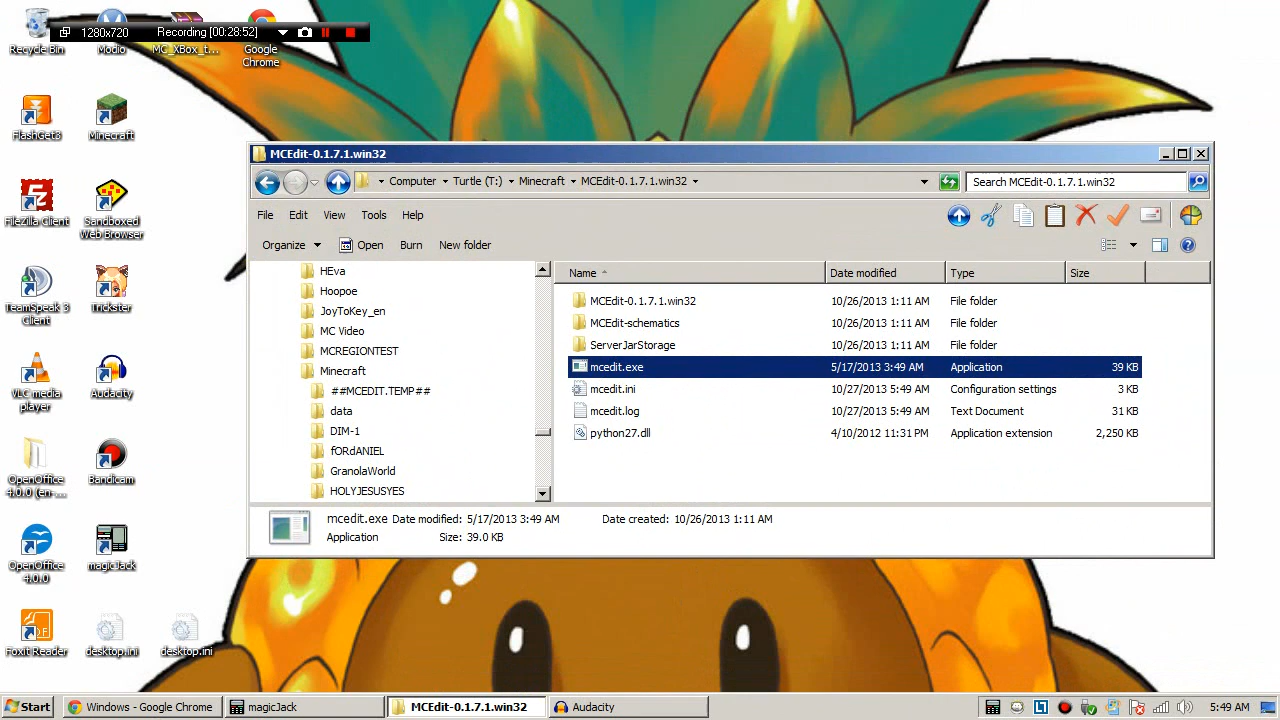 1280x720 Recording [00:28:52]
Recycle Bin
Modio
MC_XBox_t...
Google Chrome
FlashGet3
Minecraft
FileZilla Client
Sandboxed Web Browser
TeamSpeak 3 Client
Trickster
VLC media player
Audacity
OpenOffice 4.0.0 (en-...
Bandicam
OpenOffice 4.0.0
magicJack
Foxit Reader
desktop.ini
desktop.ini
MCEdit-0.1.7.1.win32
Computer Turtle (T:) Minecraft MCEdit-0.1.7.1.win32 Search MCEdit-0.1.7.1.win32
File Edit View Tools Help
Organize Open Burn New folder
HEva
Hoopoe
JoyToKey_en
MC Video
MCREGIONTEST
Minecraft
##MCEDIT.TEMP##
data
DIM-1
fORdANIEL
GranolaWorld
HOLYJESUSYES
Name Date modified Type Size
MCEdit-0.1.7.1.win32 10/26/2013 1:11 AM File folder
MCEdit-schematics 10/26/2013 1:11 AM File folder
ServerJarStorage 10/26/2013 1:11 AM File folder
mcedit.exe 5/17/2013 3:49 AM Application 39 KB
mcedit.ini 10/27/2013 5:49 AM Configuration settings 3 KB
mcedit.log 10/27/2013 5:49 AM Text Document 31 KB
python27.dll 4/10/2012 11:31 PM Application extension 2,250 KB
mcedit.exe Date modified: 5/17/2013 3:49 AM Date created: 10/26/2013 1:11 AM
Application Size: 39.0 KB
Start Windows - Google Chrome magicJack MCEdit-0.1.7.1.win32 Audacity 5:49 AM